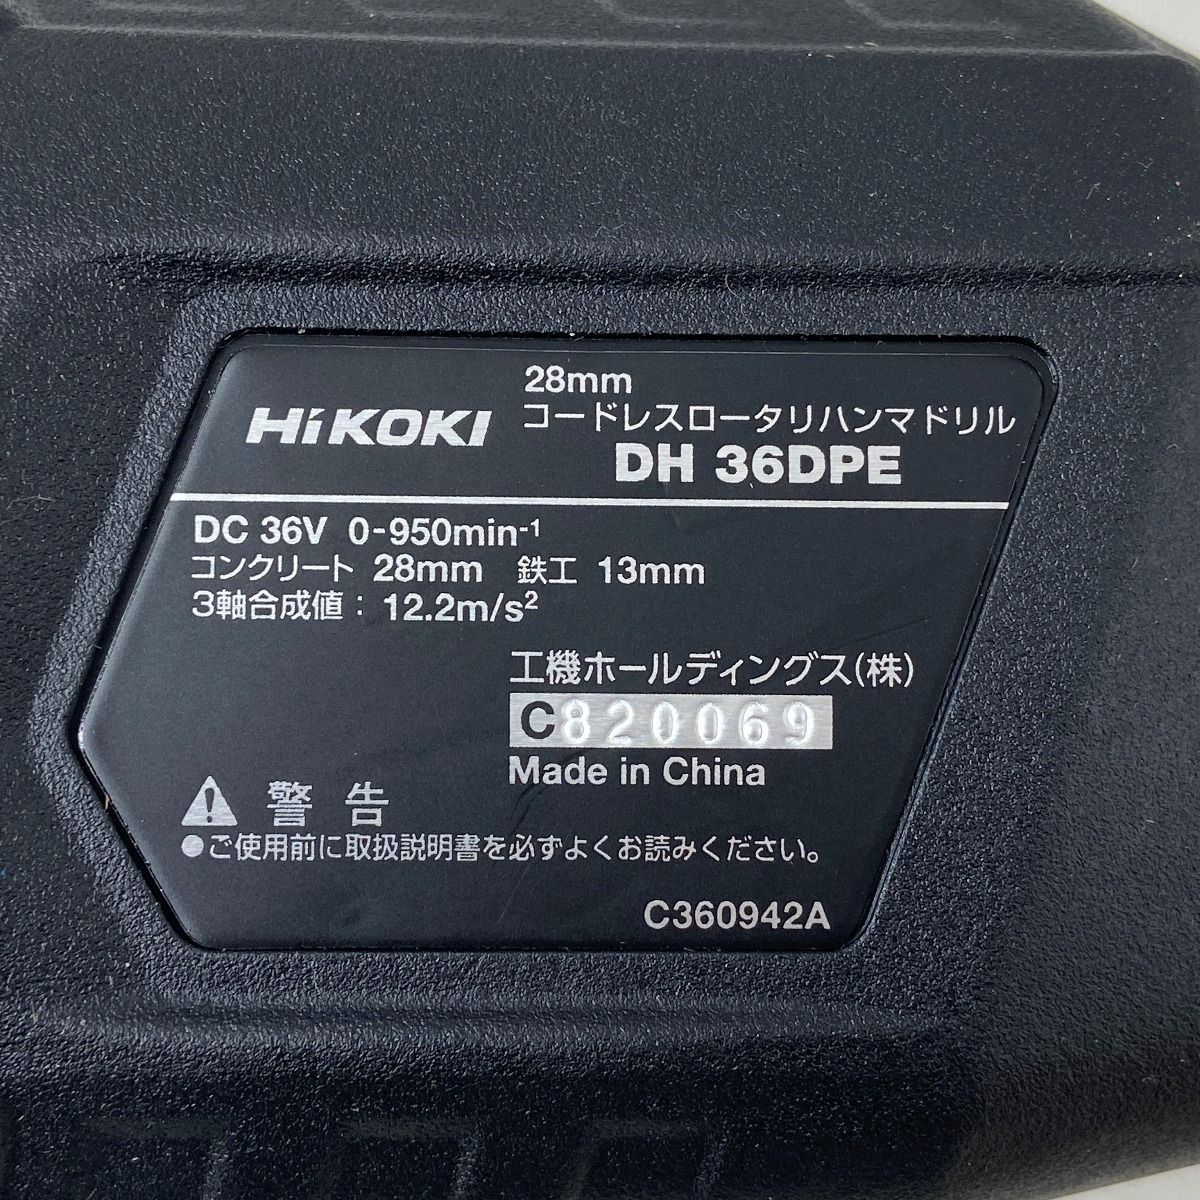 HiKOKI
28mm
コードレスロータリハンマドリル
DH 36DPE
DC 36V 0-950min⁻¹
コンクリート 28mm 鉄工 13mm
3軸合成値：12.2m/s²
工機ホールディングス(株)
C820069
Made in China
警告
●ご使用前に取扱説明書を必ずよくお読みください。
C360942A